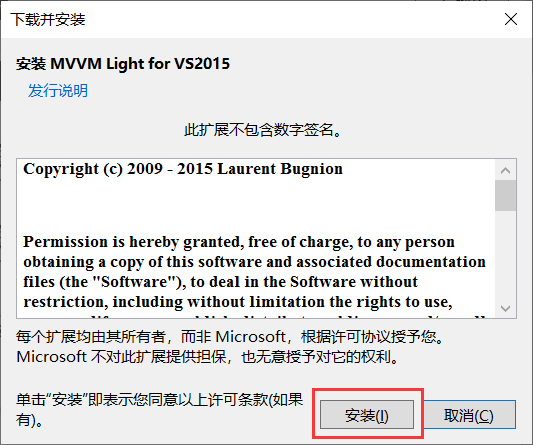 下载并安装
安装 MVVM Light for VS2015
发行说明
此扩展不包含数字签名。
Copyright (c) 2009 - 2015 Laurent Bugnion
Permission is hereby granted, free of charge, to any person
obtaining a copy of this software and associated documentation
files (the "Software"), to deal in the Software without
restriction, including without limitation the rights to use,
每个扩展均由其所有者，而非 Microsoft，根据许可协议授予您。
Microsoft 不对此扩展提供担保，也无意授予对它的权利。
单击“安装”即表示您同意以上许可条款(如果
有)。
安装(I)
取消(C)